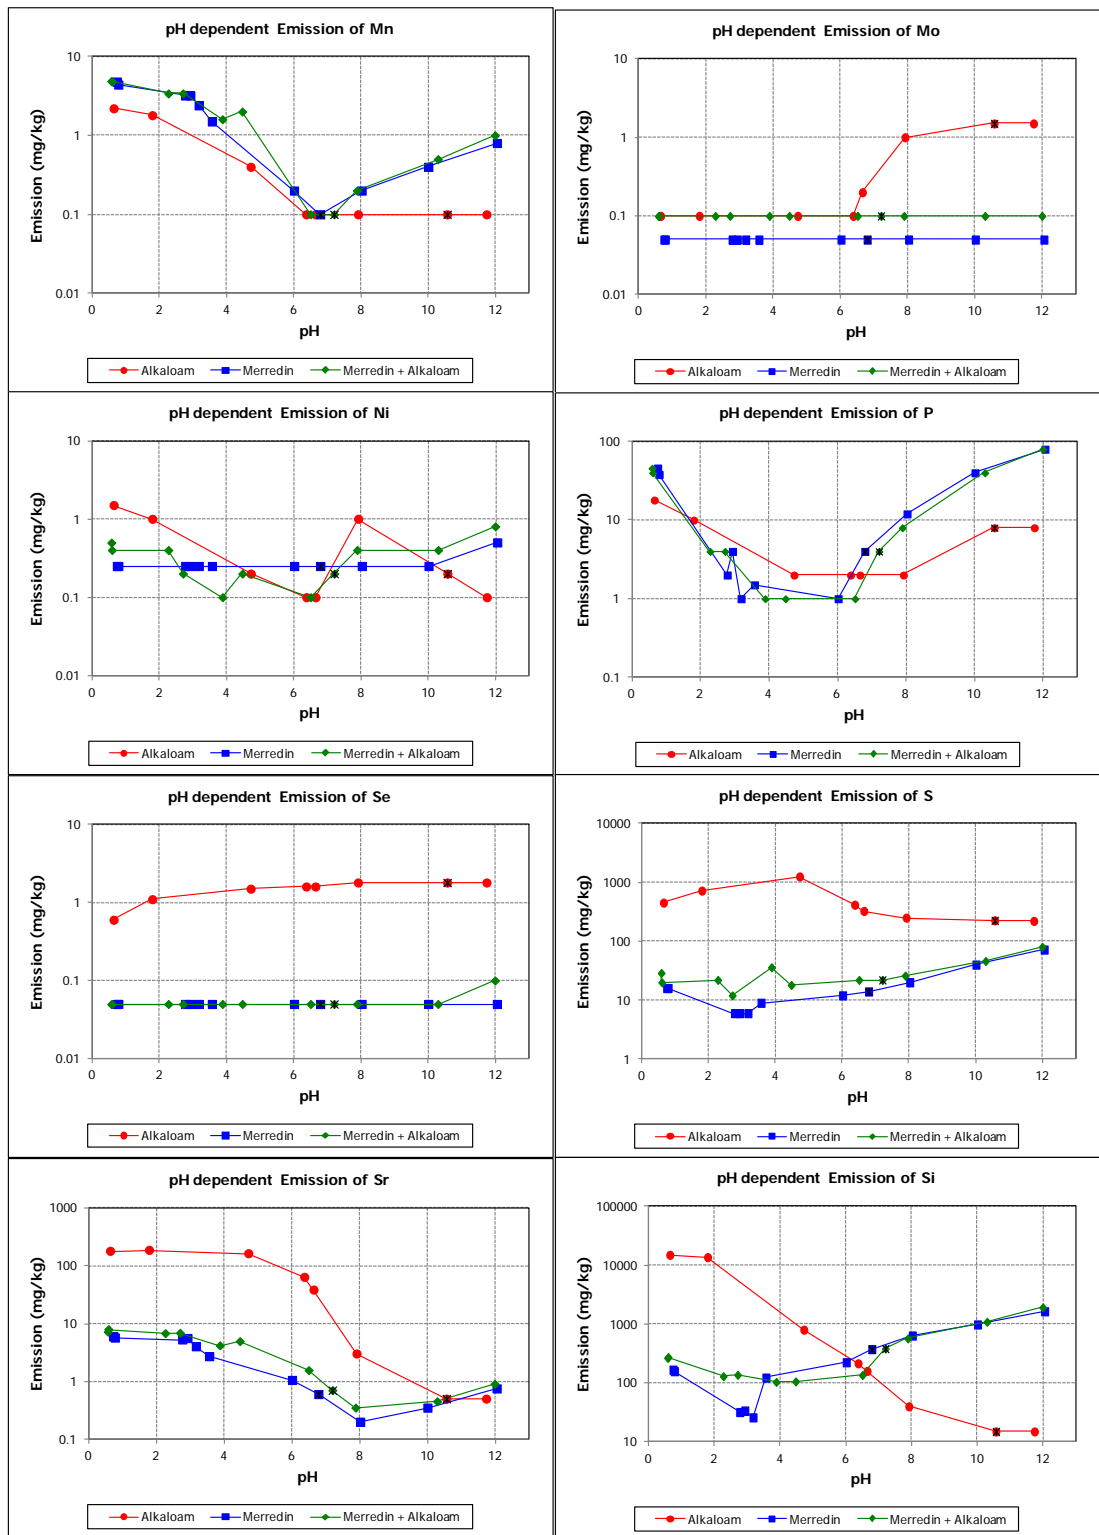 pH dependent Emission of Mn
Emission (mg/kg)
10
1
0.1
0.01
0 2 4 6 8 10 12
pH
Alkaloam Merredin Merredin + Alkaloam
pH dependent Emission of Mo
Emission (mg/kg)
10
1
0.1
0.01
0 2 4 6 8 10 12
pH
Alkaloam Merredin Merredin + Alkaloam
pH dependent Emission of Ni
Emission (mg/kg)
10
1
0.1
0.01
0 2 4 6 8 10 12
pH
Alkaloam Merredin Merredin + Alkaloam
pH dependent Emission of P
Emission (mg/kg)
100
10
1
0.1
0 2 4 6 8 10 12
pH
Alkaloam Merredin Merredin + Alkaloam
pH dependent Emission of Se
Emission (mg/kg)
10
1
0.1
0.01
0 2 4 6 8 10 12
pH
Alkaloam Merredin Merredin + Alkaloam
pH dependent Emission of S
Emission (mg/kg)
10000
1000
100
10
1
0 2 4 6 8 10 12
pH
Alkaloam Merredin Merredin + Alkaloam
pH dependent Emission of Sr
Emission (mg/kg)
1000
100
10
1
0.1
0 2 4 6 8 10 12
pH
Alkaloam Merredin Merredin + Alkaloam
pH dependent Emission of Si
Emission (mg/kg)
100000
10000
1000
100
10
0 2 4 6 8 10 12
pH
Alkaloam Merredin Merredin + Alkaloam